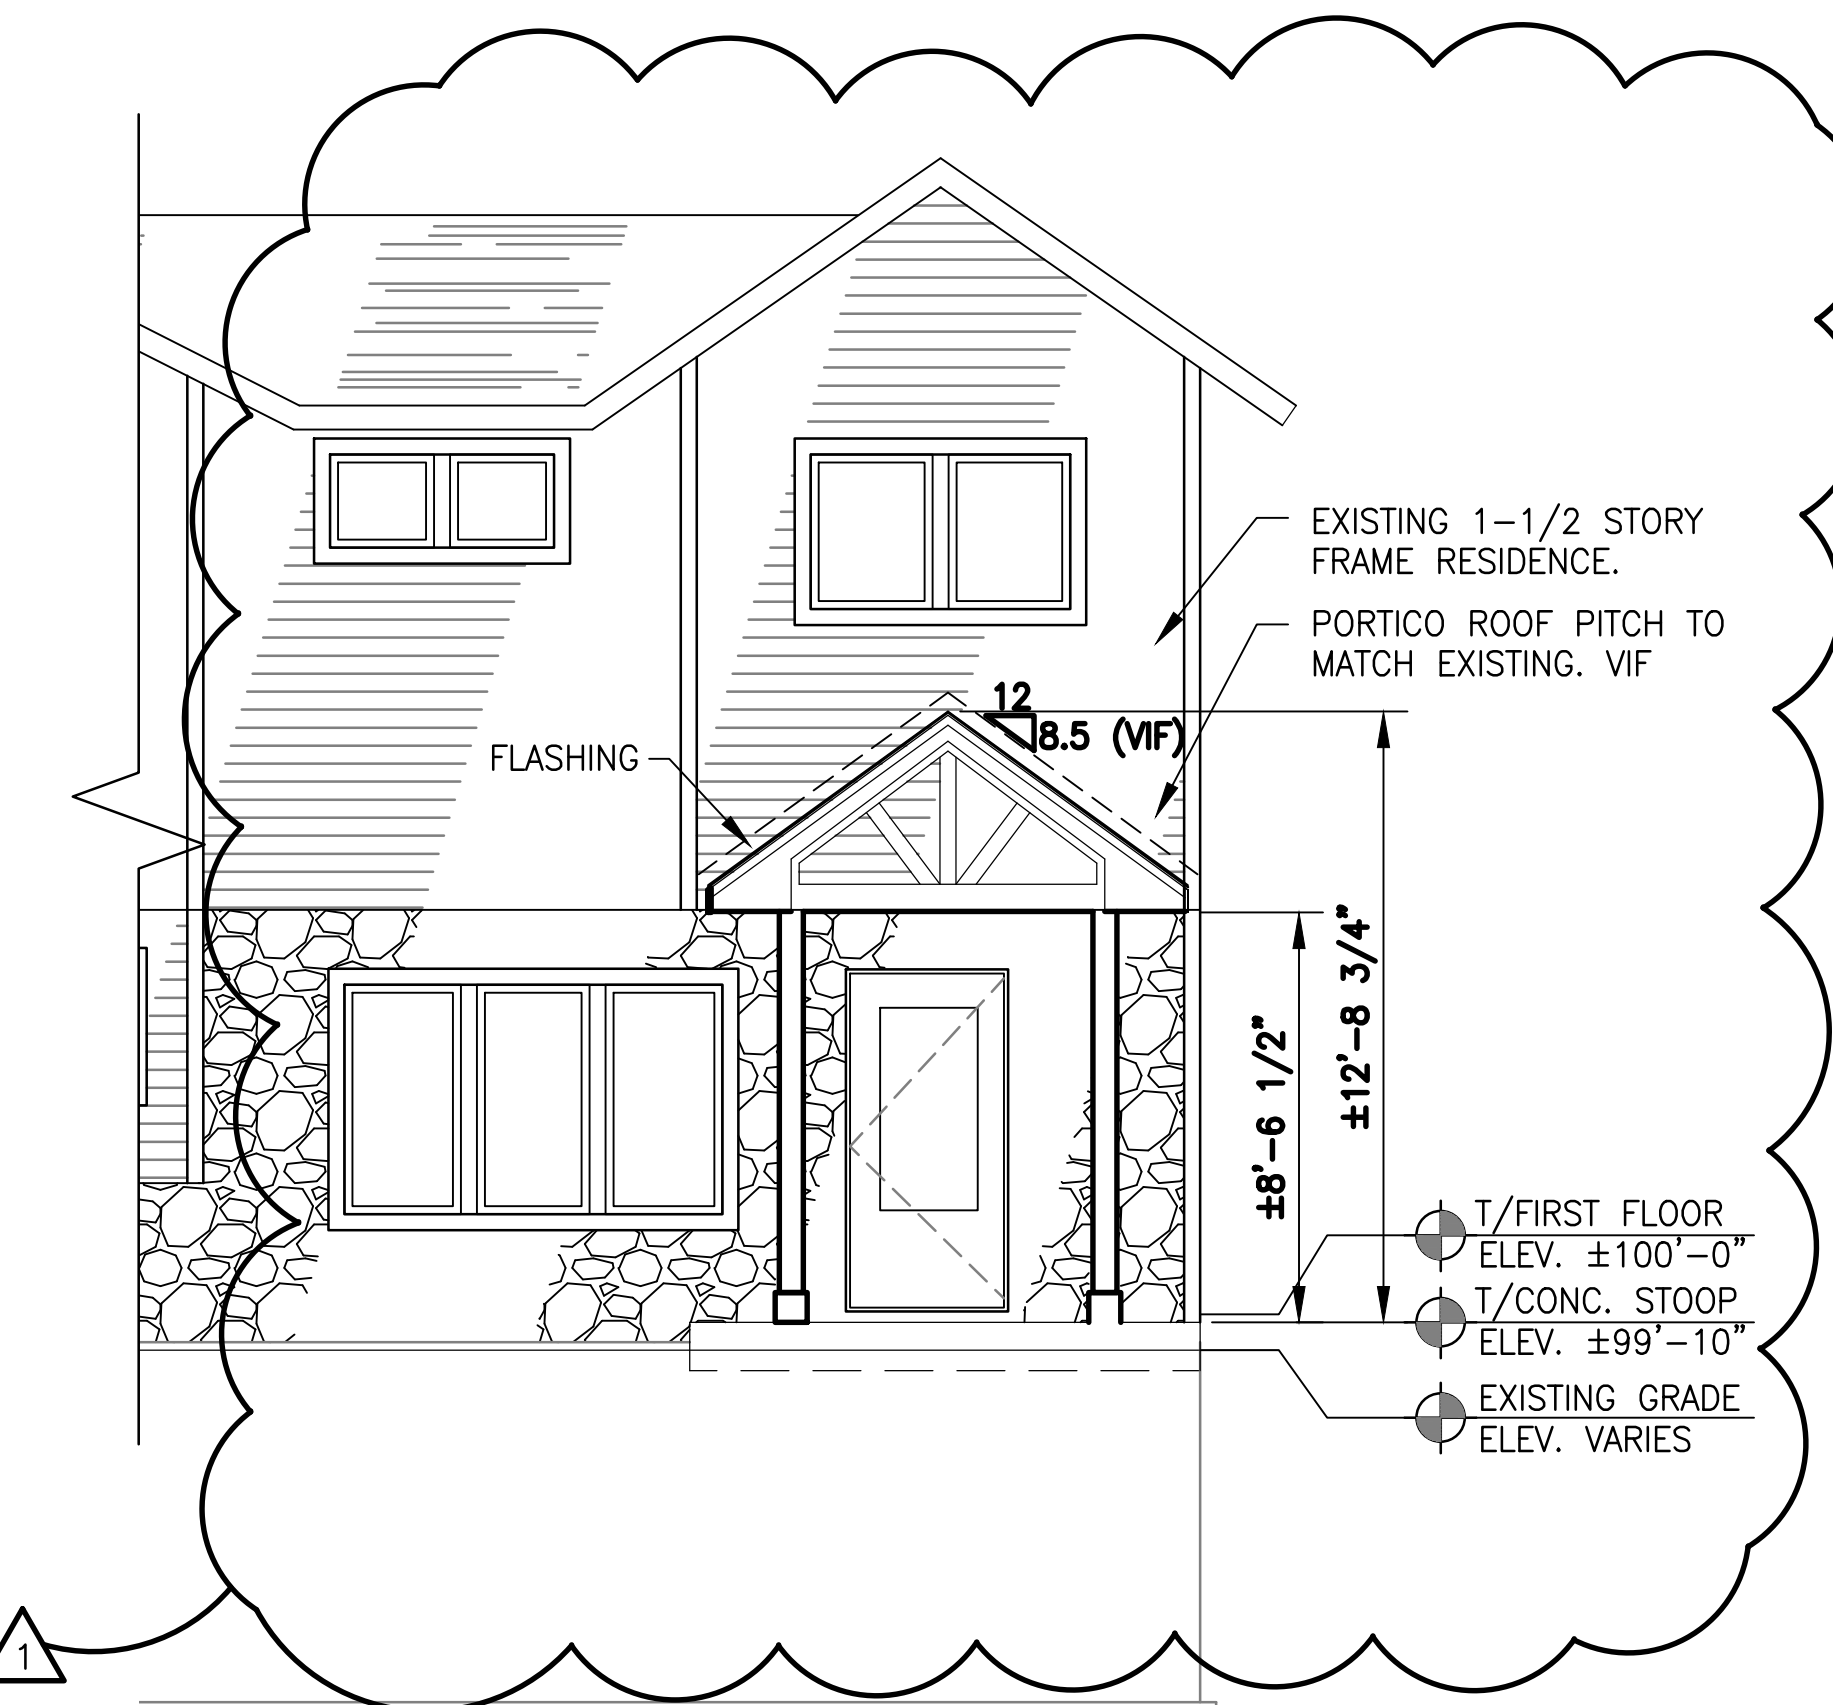 EXISTING 1-1/2 STORY
FRAME RESIDENCE.
PORTICO ROOF PITCH TO
MATCH EXISTING. VIF
12
8.5 (VIF)
FLASHING
±8'-6 1/2"
±12'-8 3/4"
T/FIRST FLOOR
ELEV. ±100'-0"
T/CONC. STOOP
ELEV. ±99'-10"
EXISTING GRADE
ELEV. VARIES
1